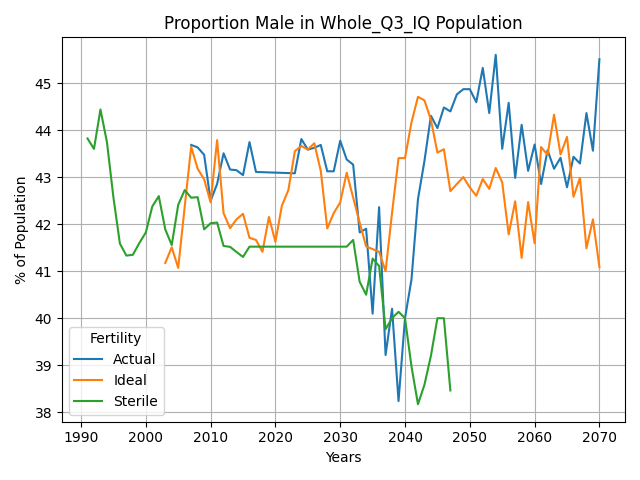 Proportion Male in Whole_Q3_IQ Population
% of Population
45
44
43
42
41
40
39
38
Fertility
Actual
Ideal
Sterile
1990 2000 2010 2020 2030 2040 2050 2060 2070
Years